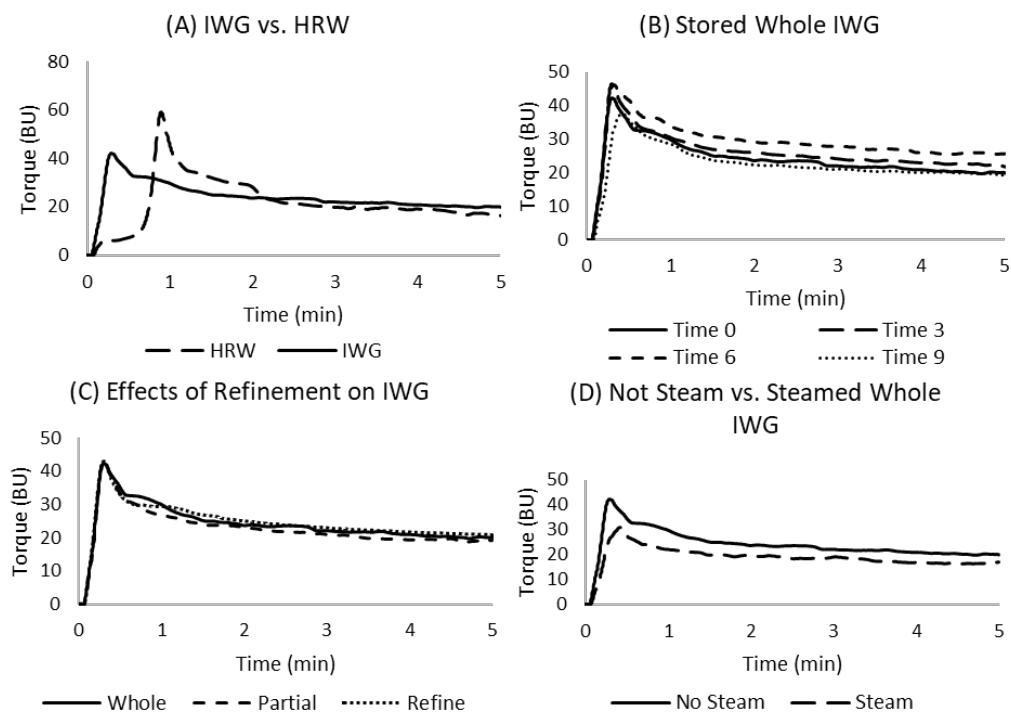 (A) IWG vs. HRW
80
60
40
20
0
Torque (BU)
0 1 2 3 4 5
Time (min)
HRW IWG
(B) Stored Whole IWG
50
40
30
20
10
0
Torque (BU)
0 1 2 3 4 5
Time (min)
Time 0 Time 3
Time 6 Time 9
(C) Effects of Refinement on IWG
50
40
30
20
10
0
Torque (BU)
0 1 2 3 4 5
Time (min)
Whole Partial Refine
(D) Not Steam vs. Steamed Whole
IWG
50
40
30
20
10
0
Torque (BU)
0 1 2 3 4 5
Time (min)
No Steam Steam